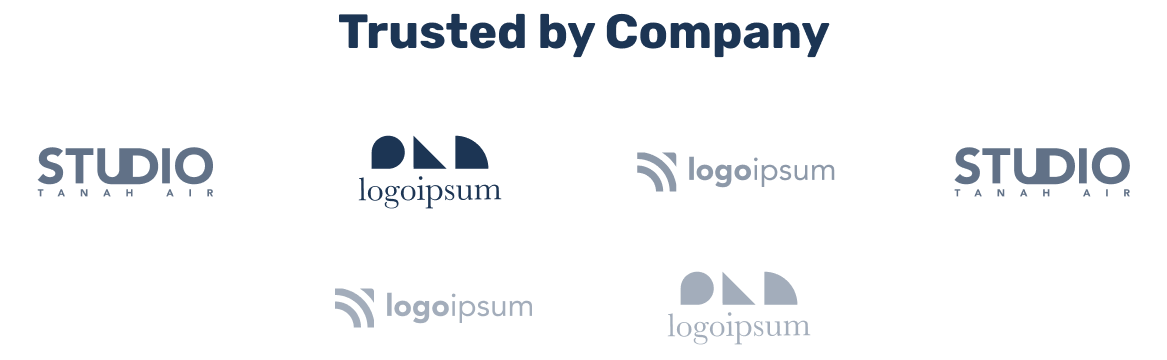 Trusted by Company
STUDIO
TANAH AIR
logoipsum
logoipsum
STUDIO
TANAH AIR
logoipsum
logoipsum